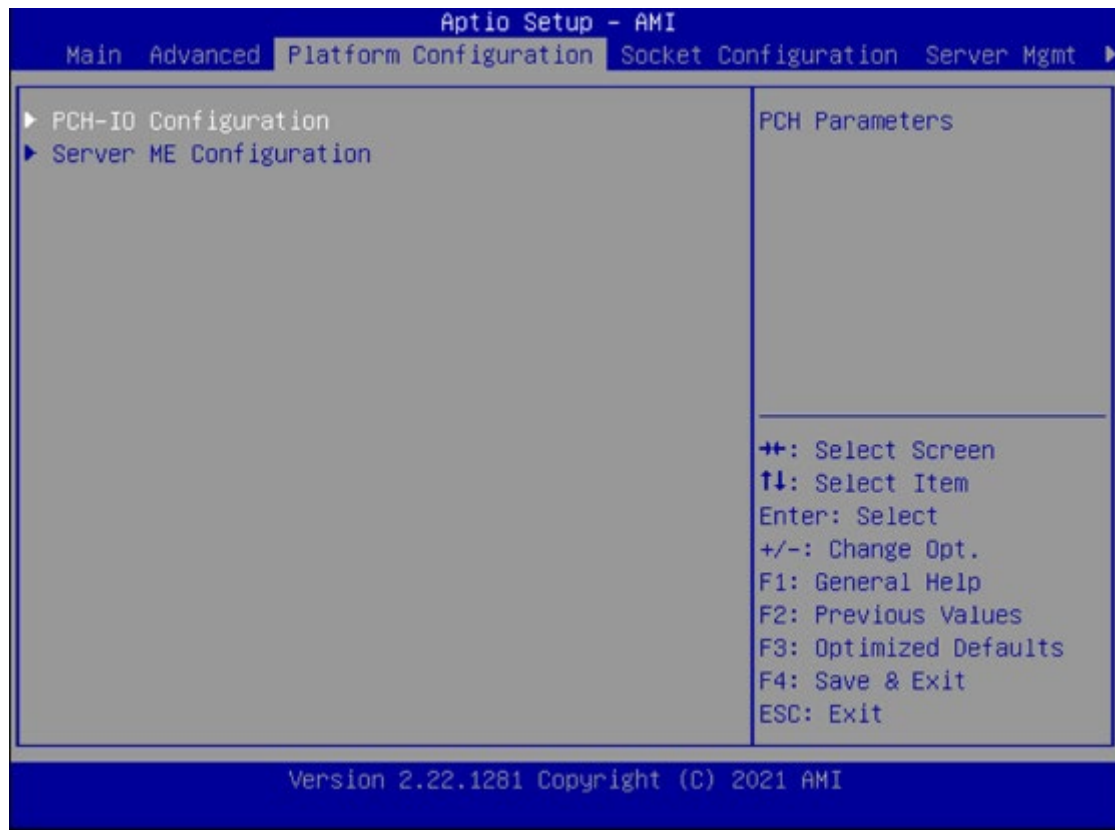 Aptio Setup – AMI
Main Advanced Platform Configuration Socket Configuration Server Mgmt ▶
▶ PCH-IO Configuration
▶ Server ME Configuration
PCH Parameters
→←: Select Screen
↑↓: Select Item
Enter: Select
+/-: Change Opt.
F1: General Help
F2: Previous Values
F3: Optimized Defaults
F4: Save & Exit
ESC: Exit
Version 2.22.1281 Copyright (C) 2021 AMI